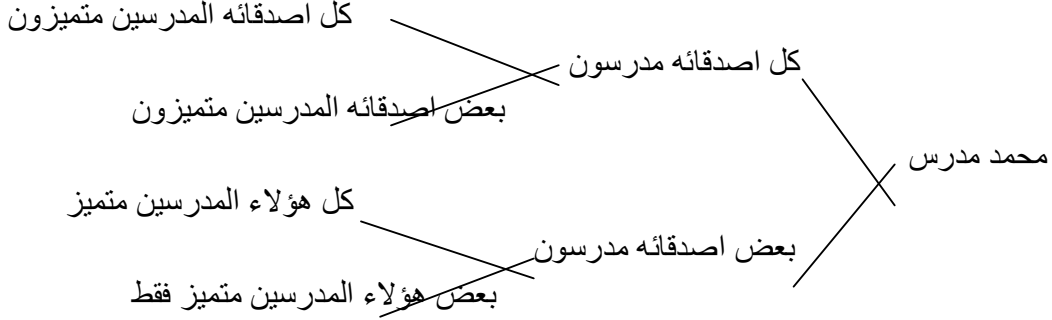 كل اصدقائه المدرسين متميزون
كل اصدقائه مدرسون
بعض اصدقائه المدرسين متميزون
محمد مدرس
كل هؤلاء المدرسين متميز
بعض اصدقائه مدرسون
بعض هؤلاء المدرسين متميز فقط